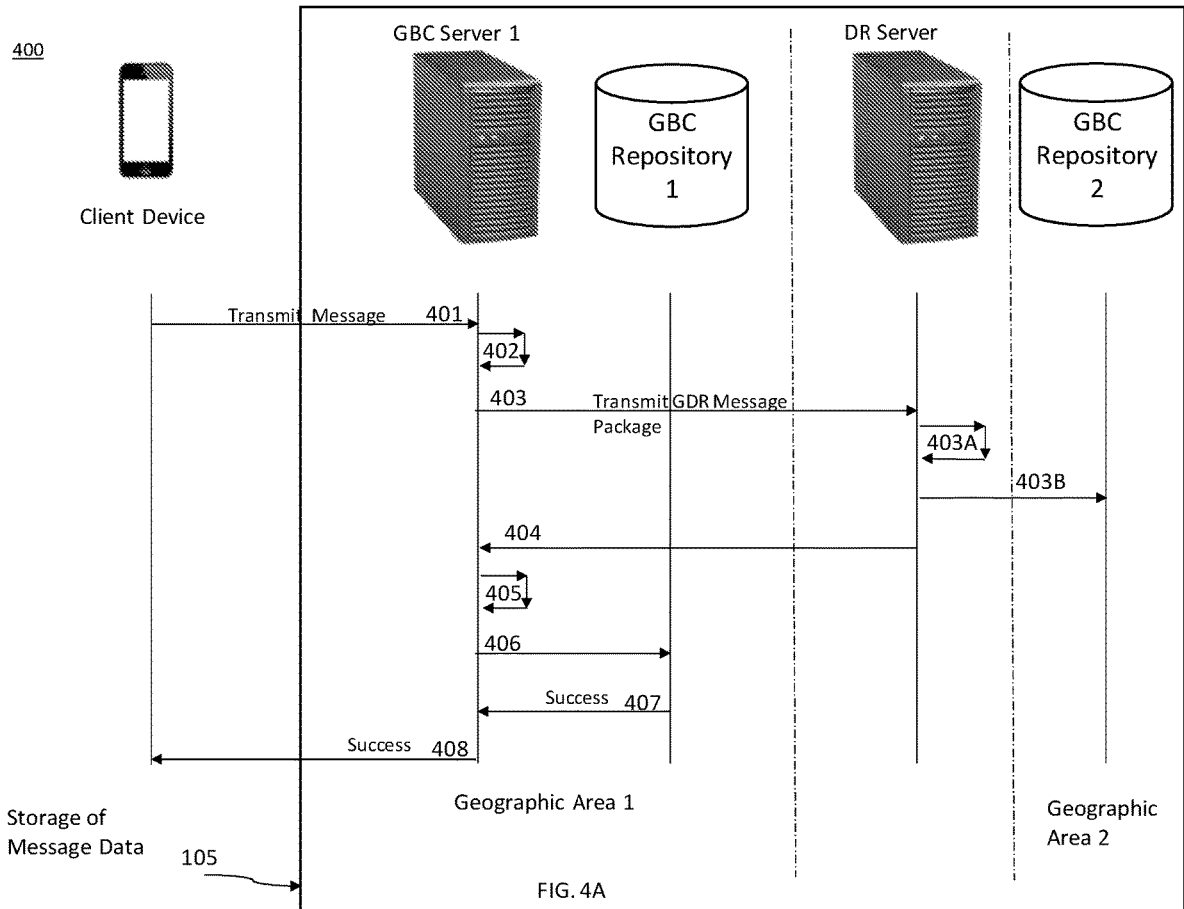 400
GBC Server 1
DR Server
GBC
Repository
1
GBC
Repository
2
Client Device
Transmit Message 401
402
403 Transmit GDR Message
Package
403A
403B
404
405
406
Success 407
Success 408
Geographic Area 1
Geographic
Area 2
Storage of
Message Data
105
FIG. 4A